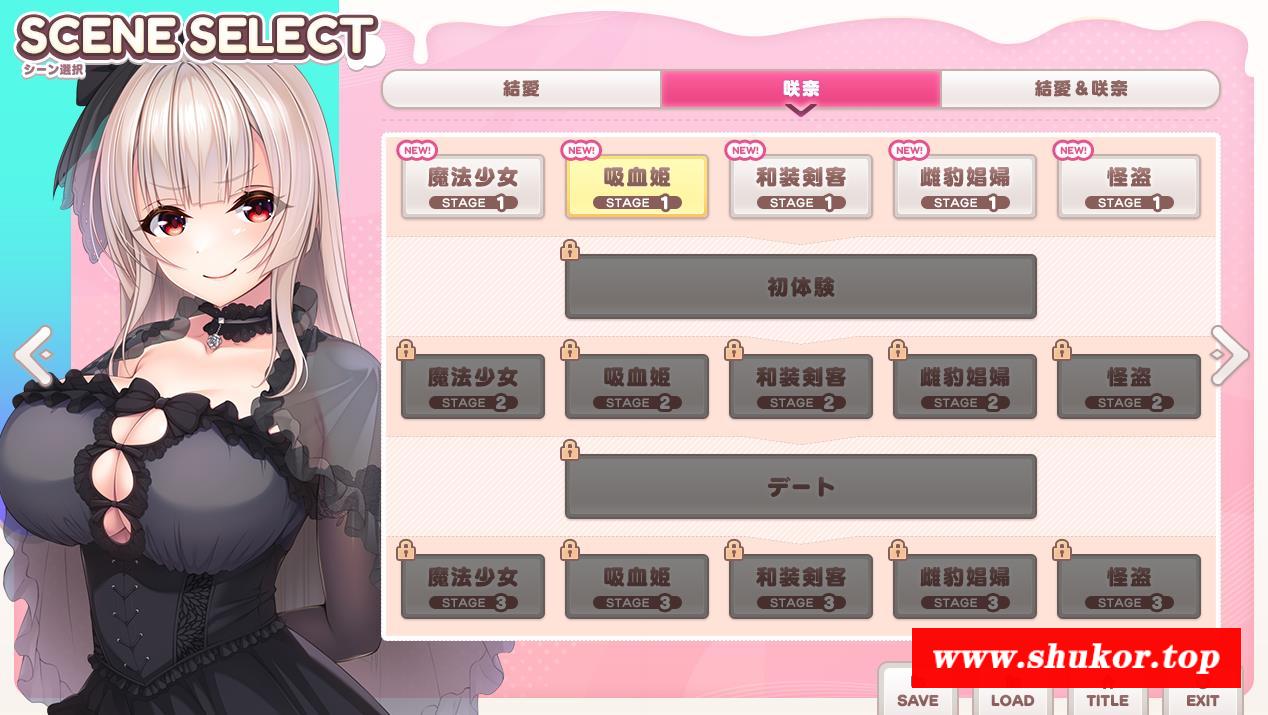 SCENE SELECT
シーン選択
結愛
咲奈
結愛&咲奈
NEW! NEW! NEW! NEW! NEW!
魔法少女 吸血姫 和装剣客 雌豹娼婦 怪盗
STAGE 1 STAGE 1 STAGE 1 STAGE 1 STAGE 1
初体験
魔法少女 吸血姫 和装剣客 雌豹娼婦 怪盗
STAGE 2 STAGE 2 STAGE 2 STAGE 2 STAGE 2
デート
魔法少女 吸血姫 和装剣客 雌豹娼婦 怪盗
STAGE 3 STAGE 3 STAGE 3 STAGE 3 STAGE 3
www.shukor.top
SAVE LOAD TITLE EXIT